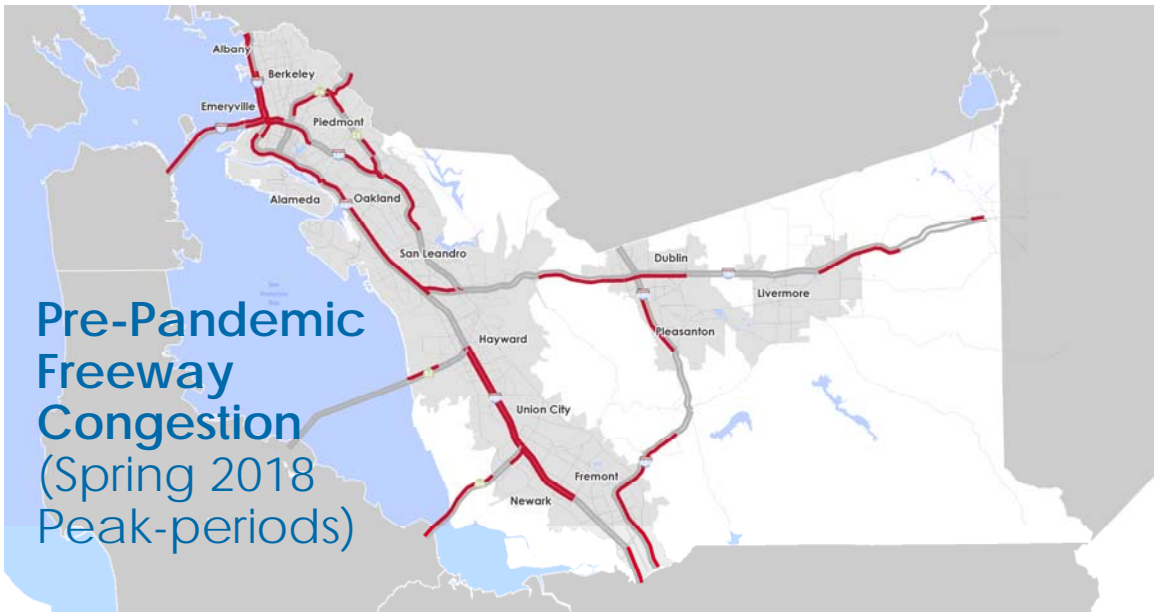 Albany
Berkeley
Emeryville
Piedmont
Alameda
Oakland
San Leandro
Dublin
Livermore
Pleasanton
Hayward
Union City
Fremont
Newark
Pre-Pandemic
Freeway
Congestion
(Spring 2018
Peak-periods)